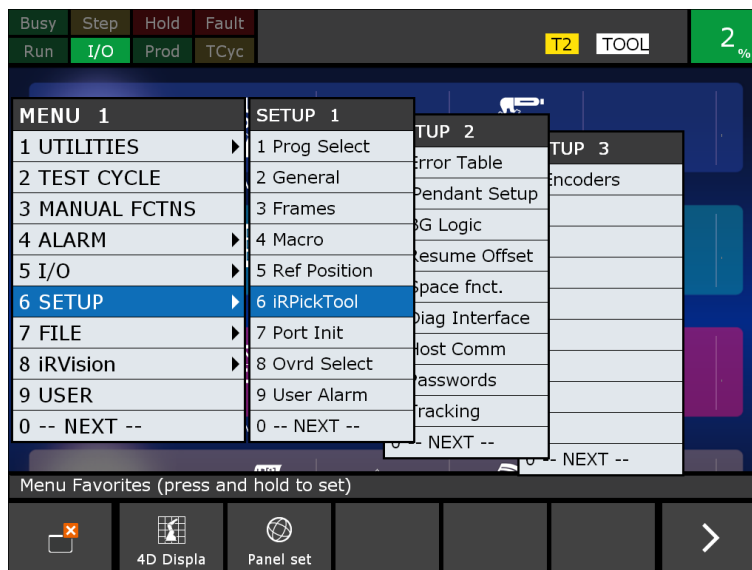 Busy Step Hold Fault
Run I/O Prod TCyc
T2 TOOL
2 %
MENU 1
1 UTILITIES
2 TEST CYCLE
3 MANUAL FCTNS
4 ALARM
5 I/O
6 SETUP
7 FILE
8 iRVision
9 USER
0 -- NEXT --
SETUP 1
1 Prog Select
2 General
3 Frames
4 Macro
5 Ref Position
6 iRPickTool
7 Port Init
8 Ovrd Select
9 User Alarm
0 -- NEXT --
TUP 2
Error Table
Pendant Setup
BG Logic
Resume Offset
Space fnct.
Diag Interface
Host Comm
Passwords
Tracking
0 -- NEXT --
TUP 3
Encoders
0 -- NEXT --
Menu Favorites (press and hold to set)
4D Displa
Panel set